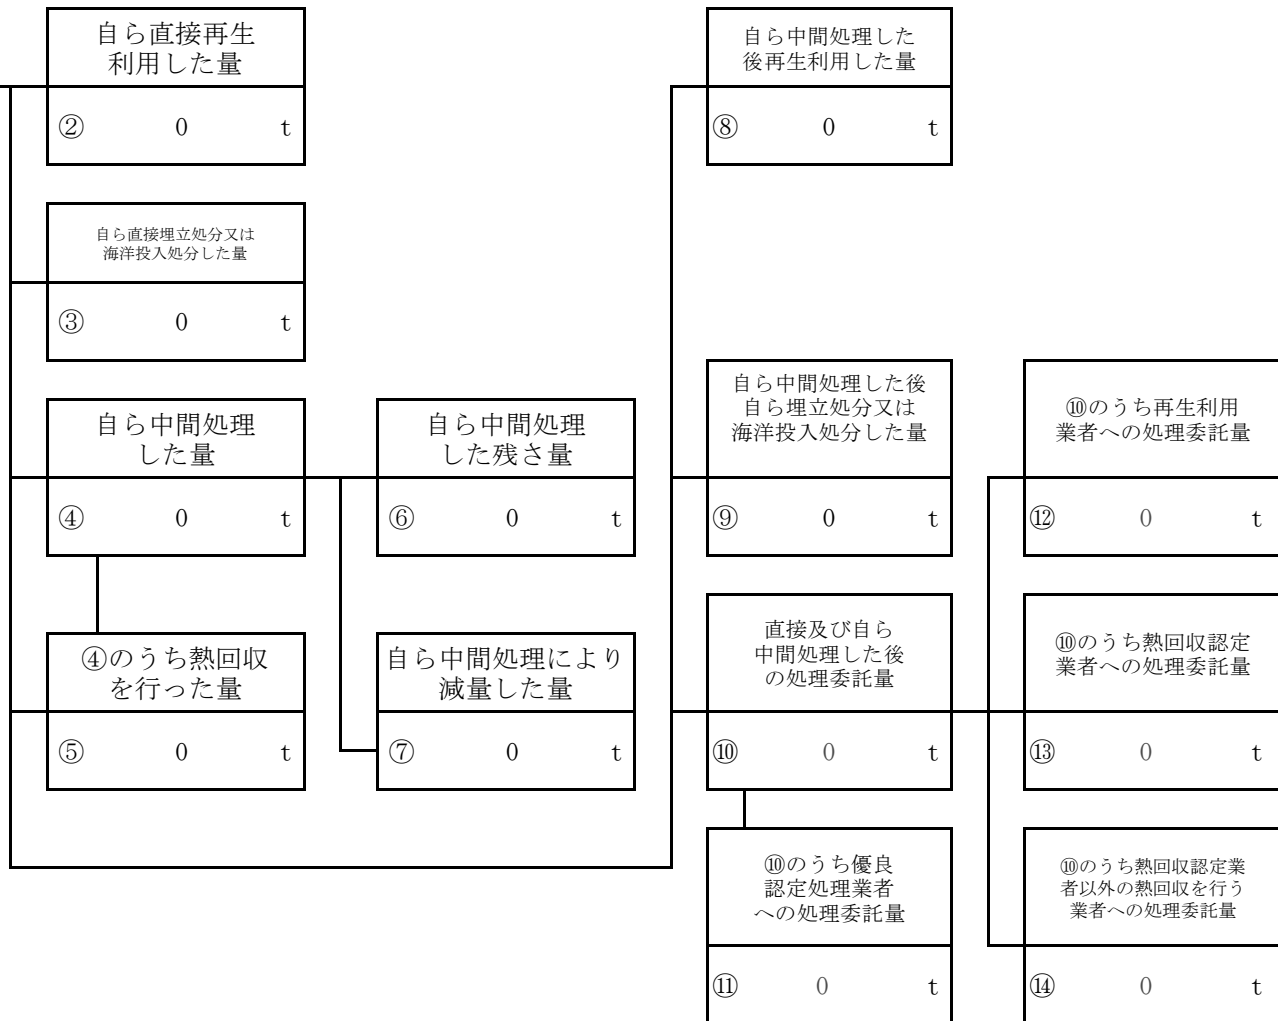 自ら直接再生
利用した量
② 0 t
自ら直接埋立処分又は
海洋投入処分した量
③ 0 t
自ら中間処理
した量
④ 0 t
④のうち熱回収
を行った量
⑤ 0 t
自ら中間処理
した残さ量
⑥ 0 t
自ら中間処理により
減量した量
⑦ 0 t
自ら中間処理した
後再生利用した量
⑧ 0 t
自ら中間処理した後
自ら埋立処分又は
海洋投入処分した量
⑨ 0 t
直接及び自ら
中間処理した後
の処理委託量
⑩ 0 t
⑩のうち優良
認定処理業者
への処理委託量
⑪ 0 t
⑩のうち再生利用
業者への処理委託量
⑫ 0 t
⑩のうち熱回収認定
業者への処理委託量
⑬ 0 t
⑩のうち熱回収認定業
者以外の熱回収を行う
業者への処理委託量
⑭ 0 t